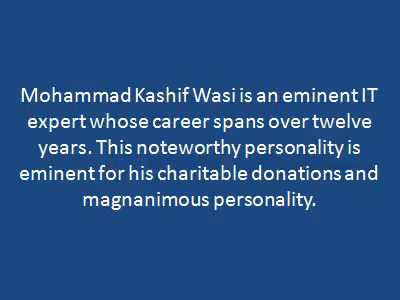 Mohammad Kashif Wasi is an eminent IT
expert whose career spans over twelve
years. This noteworthy personality is
eminent for his charitable donations and
magnanimous personality.